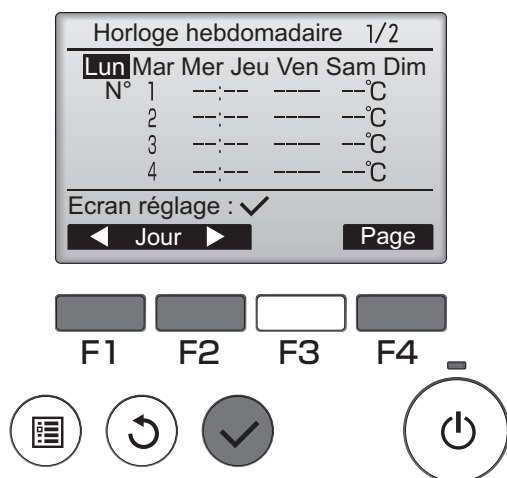 Horloge hebdomadaire 1/2
Lun Mar Mer Jeu Ven Sam Dim
N° 1 --:-- ---- --°C
2 --:-- ---- --°C
3 --:-- ---- --°C
4 --:-- ---- --°C
Ecran réglage : ✓
◀ Jour ▶ Page
F1 F2 F3 F4